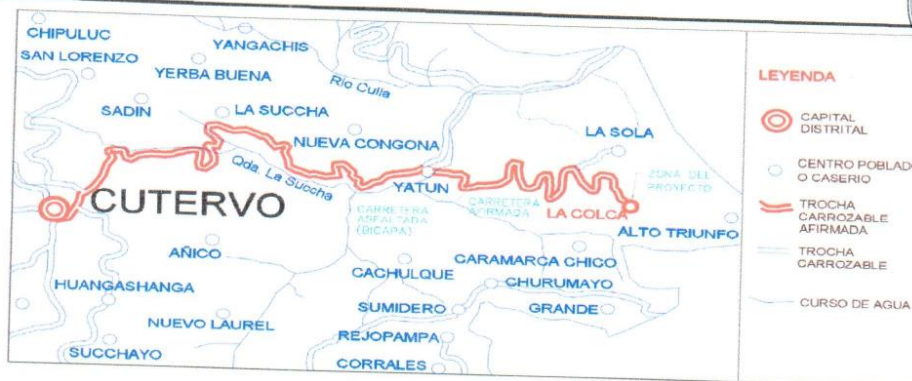 CHIPULUC
YANGACHIS
SAN LORENZO
YERBA BUENA
Río Culla
SADIN
LA SUCCHA
NUEVA CONGONA
LA SOLA
Qda. La Succha
YATUN
ZONA DEL
PROYECTO
CUTERVO
CARRETERA
ASFALTADA
(BICAPA)
CARRETERA
AFIRMADA
LA COLCA
ALTO TRIUNFO
AÑICO
CACHULQUE
CARAMARCA CHICO
HUANGASHANGA
CHURUMAYO
SUMIDERO
GRANDE
NUEVO LAUREL
REJOPAMPA
SUCCHAYO
CORRALES
LEYENDA
CAPITAL
DISTRITAL
CENTRO POBLADO
O CASERIO
TROCHA
CARROZABLE
AFIRMADA
TROCHA
CARROZABLE
CURSO DE AGUA